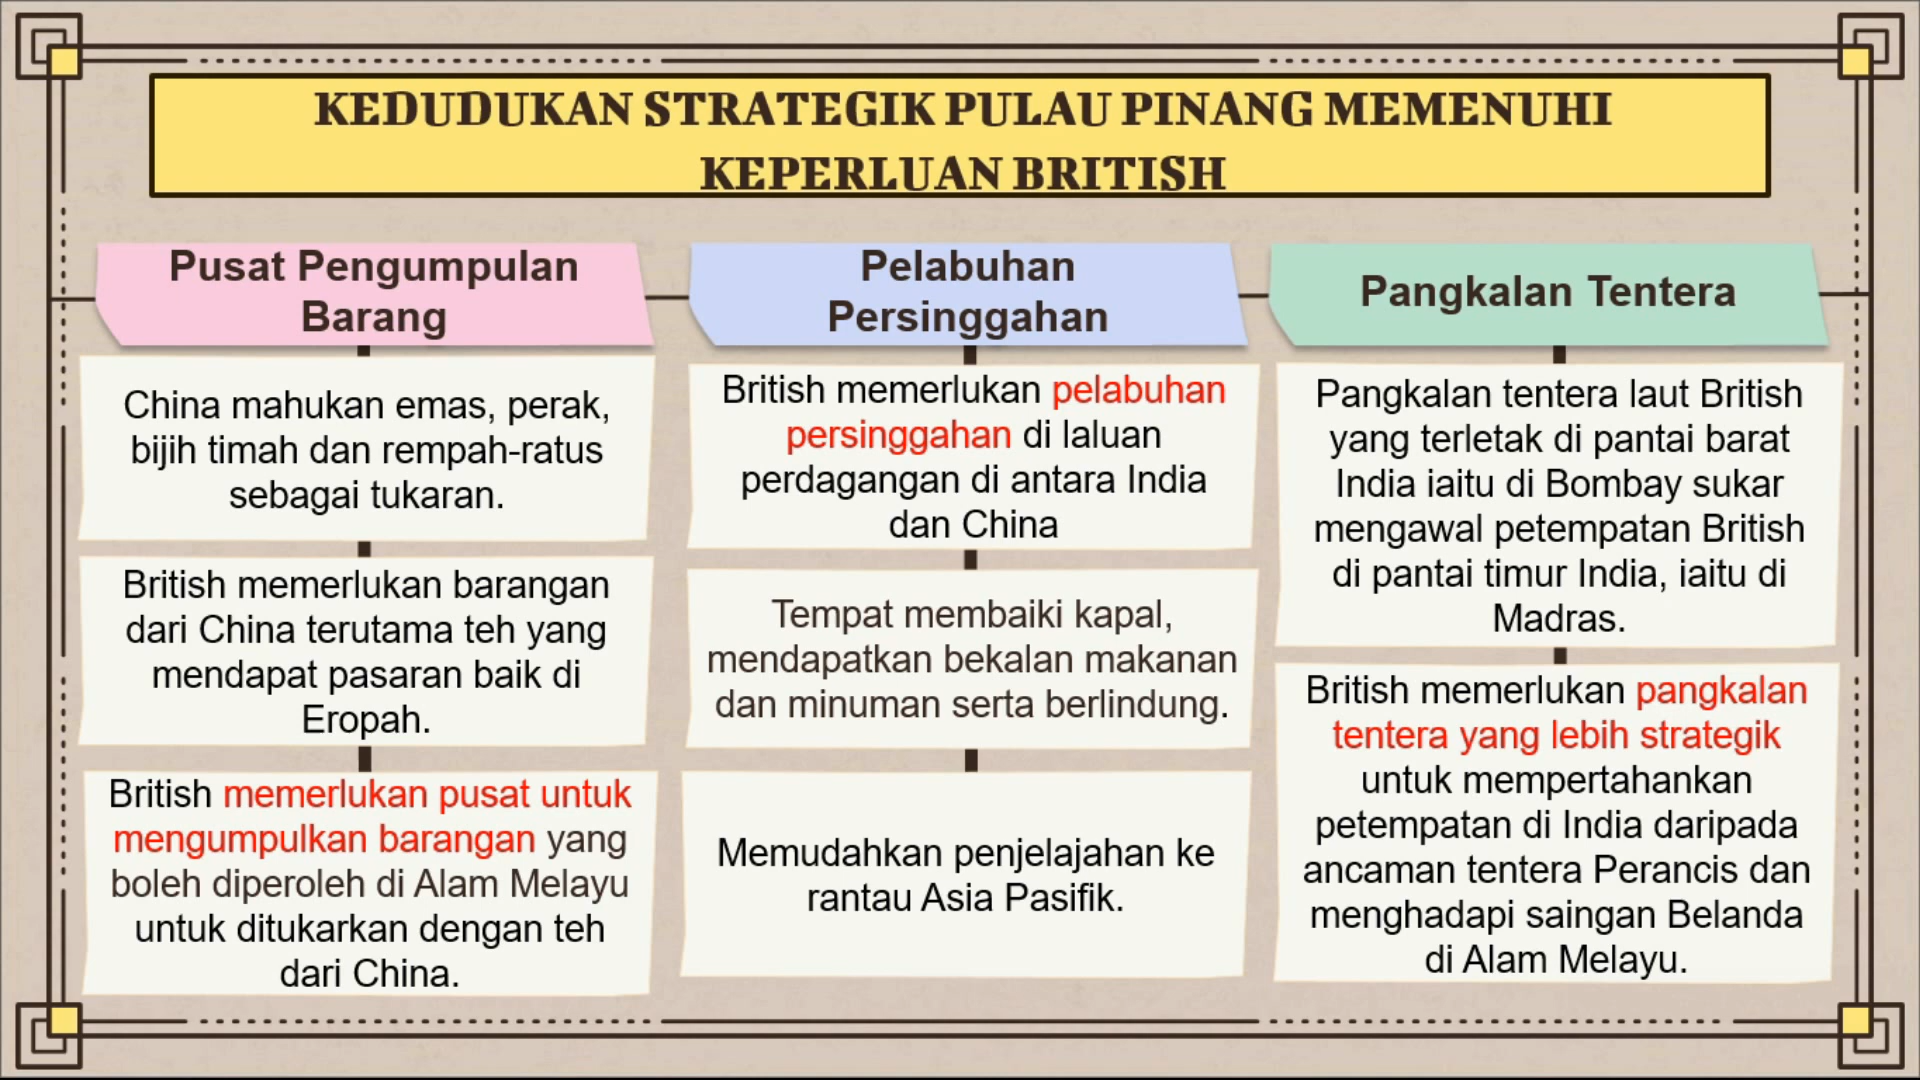 KEDUDUKAN STRATEGIK PULAU PINANG MEMENUHI
KEPERLUAN BRITISH
Pusat Pengumpulan
Barang
China mahukan emas, perak,
bijih timah dan rempah-ratus
sebagai tukaran.
British memerlukan barangan
dari China terutama teh yang
mendapat pasaran baik di
Eropah.
British memerlukan pusat untuk
mengumpulkan barangan yang
boleh diperoleh di Alam Melayu
untuk ditukarkan dengan teh
dari China.
Pelabuhan
Persinggahan
British memerlukan pelabuhan
persinggahan di laluan
perdagangan di antara India
dan China
Tempat membaiki kapal,
mendapatkan bekalan makanan
dan minuman serta berlindung.
Memudahkan penjelajahan ke
rantau Asia Pasifik.
Pangkalan Tentera
Pangkalan tentera laut British
yang terletak di pantai barat
India iaitu di Bombay sukar
mengawal petempatan British
di pantai timur India, iaitu di
Madras.
British memerlukan pangkalan
tentera yang lebih strategik
untuk mempertahankan
petempatan di India daripada
ancaman tentera Perancis dan
menghadapi saingan Belanda
di Alam Melayu.